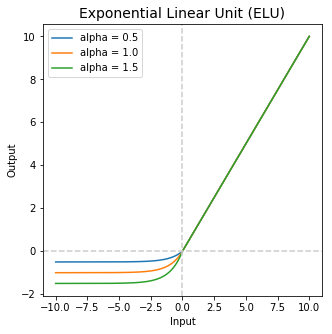 Exponential Linear Unit (ELU)
alpha = 0.5
alpha = 1.0
alpha = 1.5
10
8
6
4
2
0
−2
Output
−10.0 −7.5 −5.0 −2.5 0.0 2.5 5.0 7.5 10.0
Input